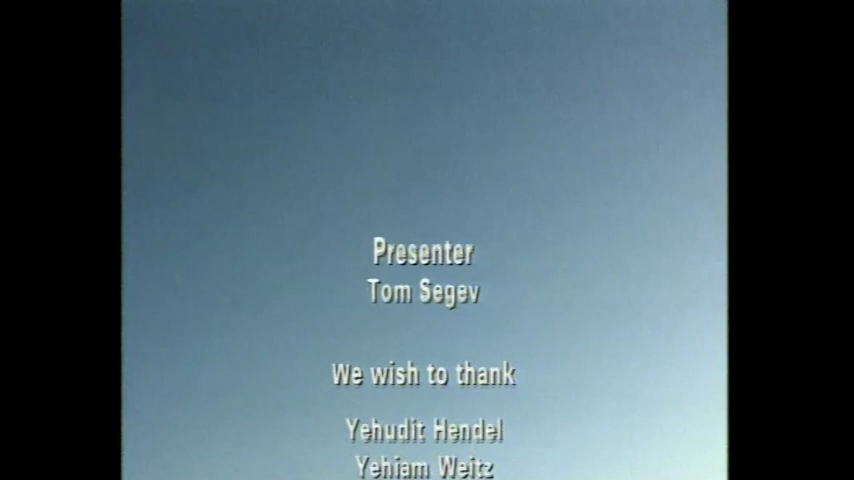 Presenter
Tom Segev
We wish to thank
Yehudit Hendel
Yehiam Weitz